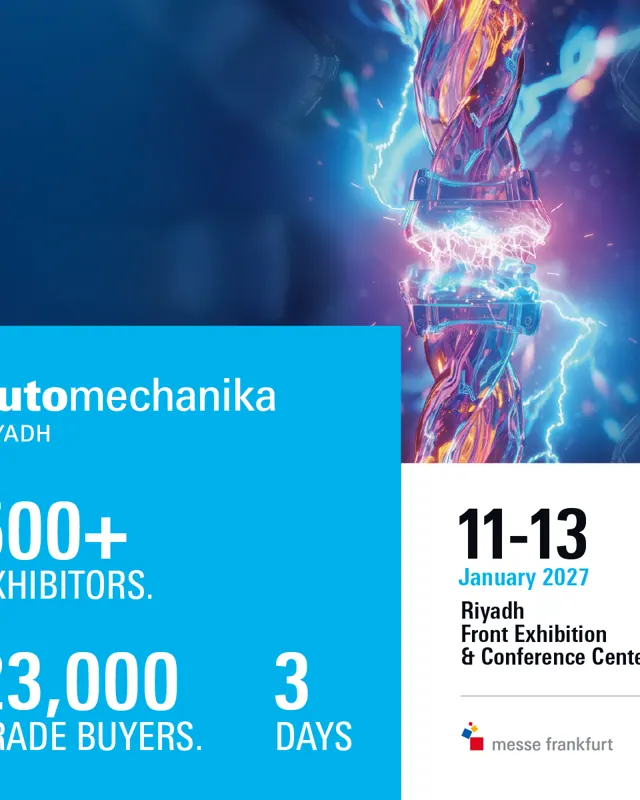 utomechanika
YADH
00+
XHIBITORS.
23,000
RADE BUYERS.
3
DAYS
11-13
January 2027
Riyadh
Front Exhibition
& Conference Cente
messe frankfurt